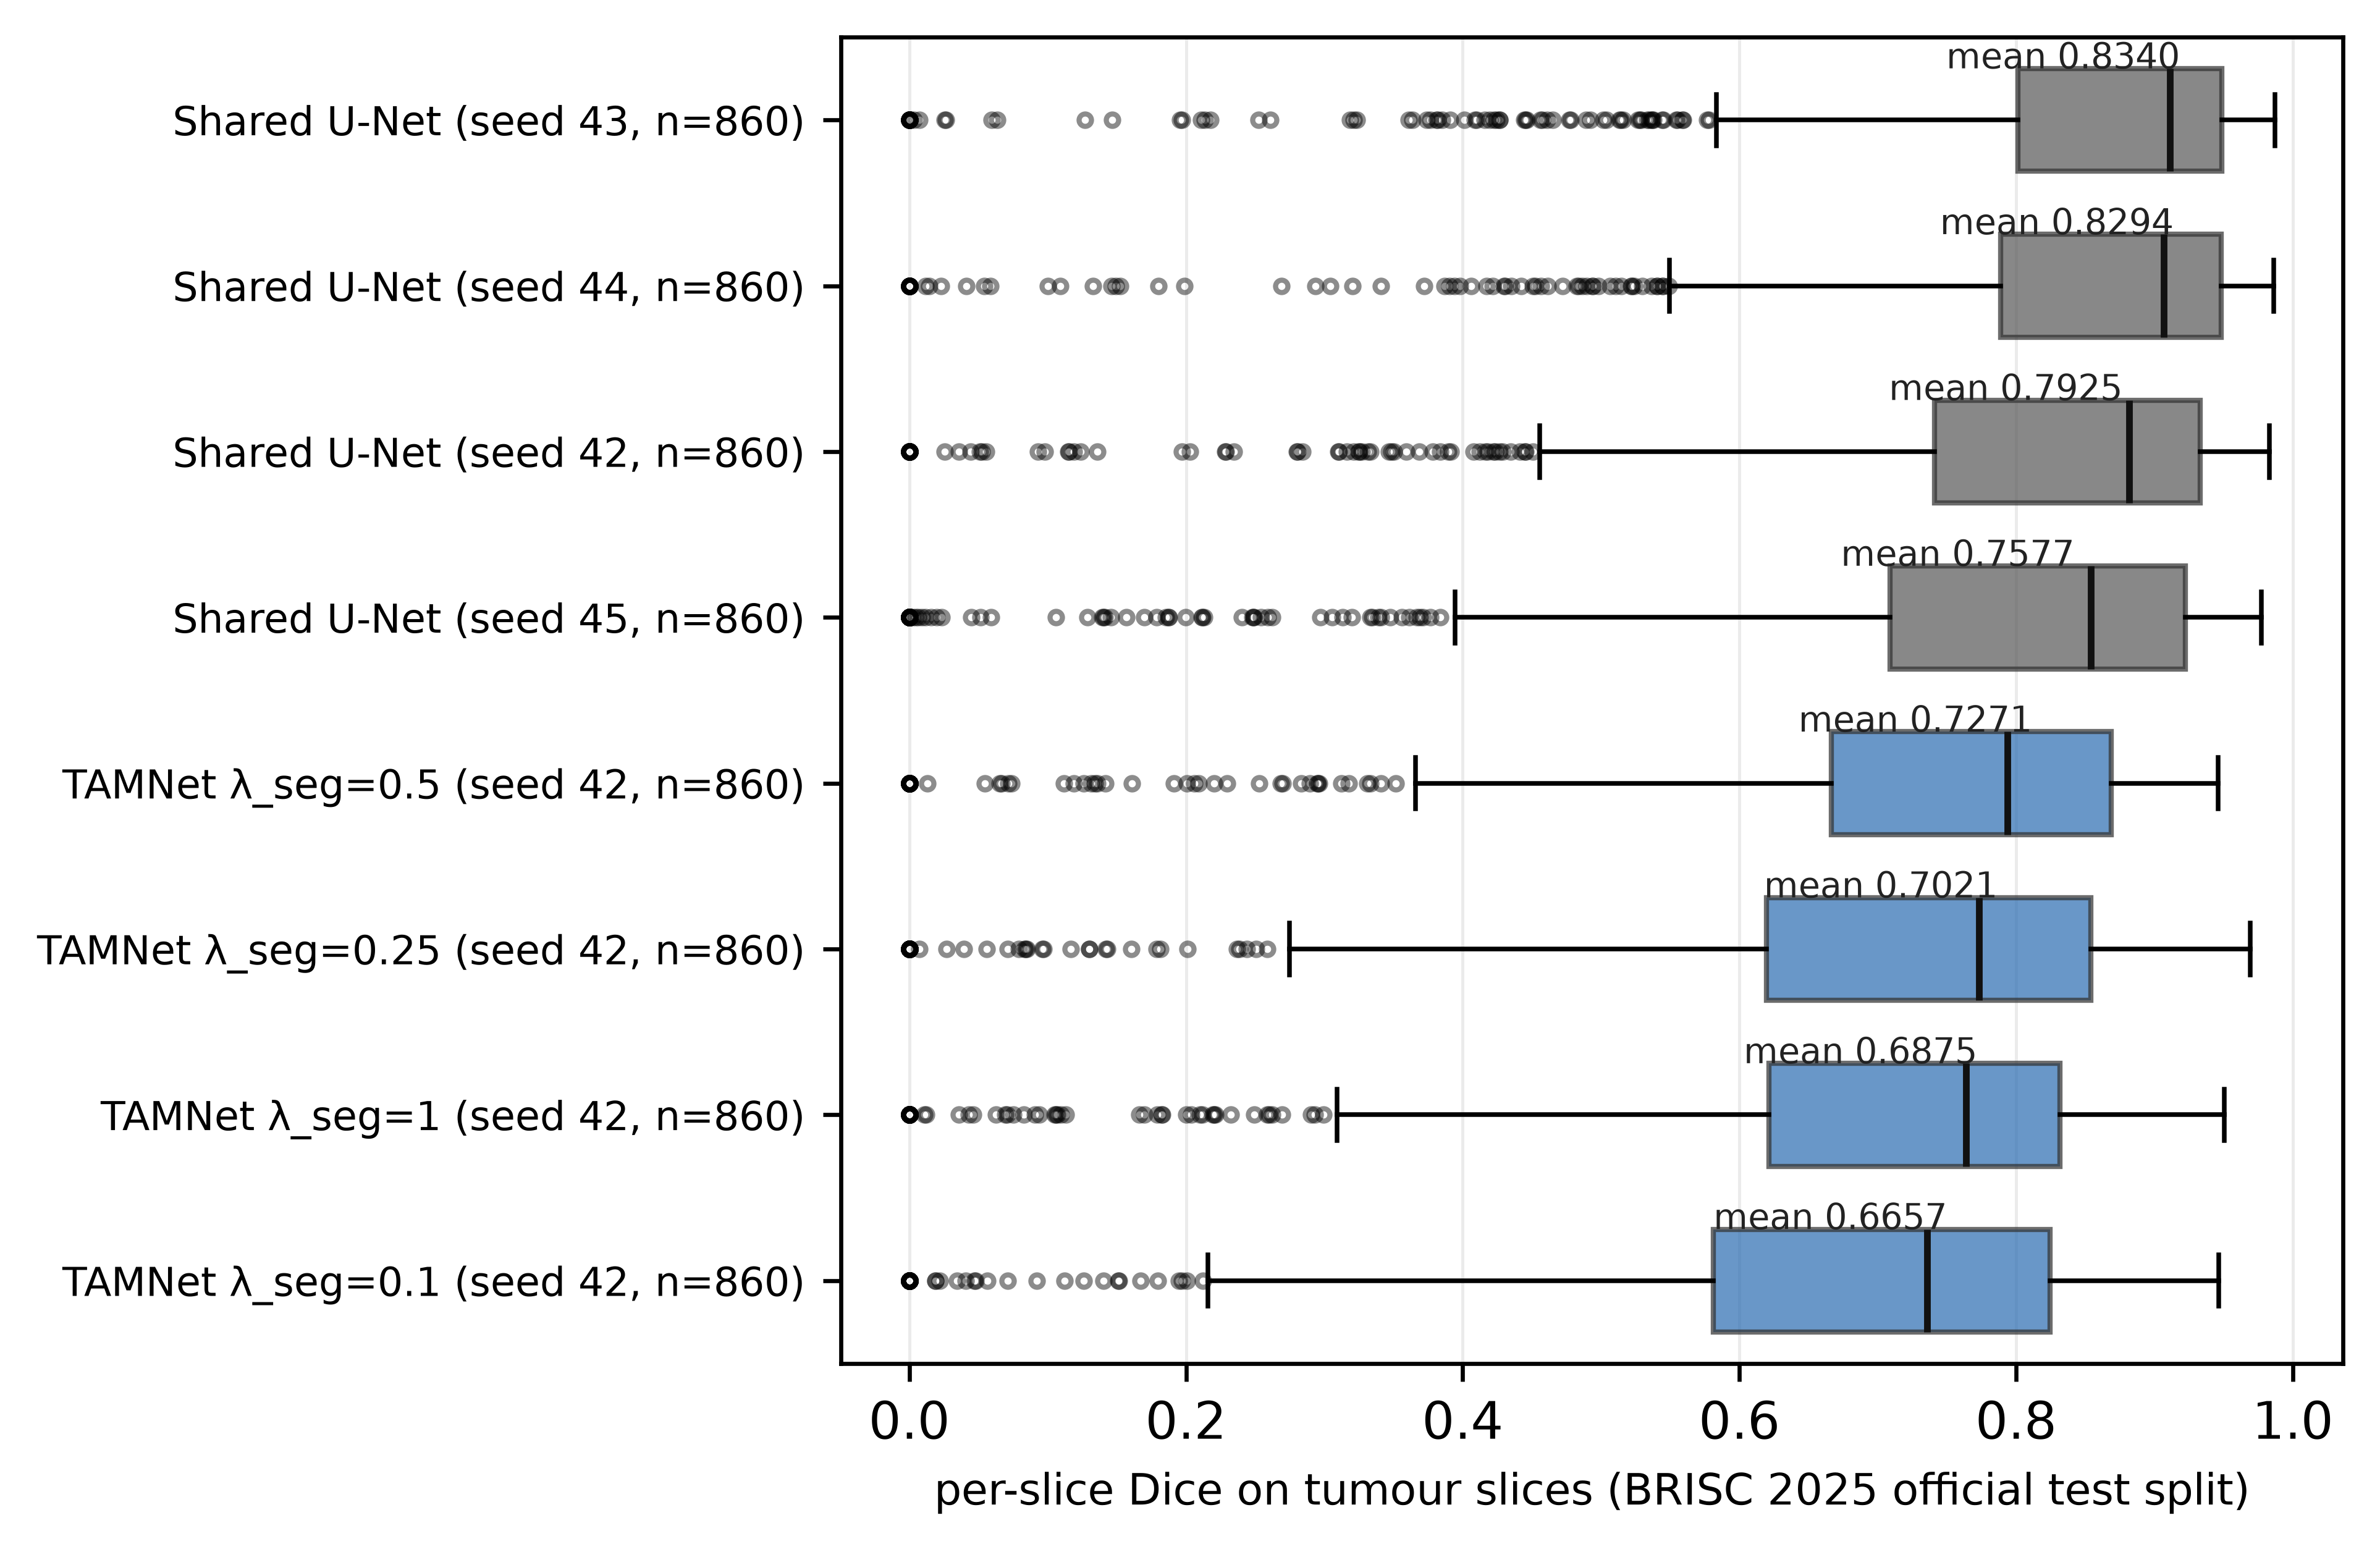 mean 0.8340
Shared U-Net (seed 43, n=860)
mean 0.8294
Shared U-Net (seed 44, n=860)
mean 0.7925
Shared U-Net (seed 42, n=860)
mean 0.7577
Shared U-Net (seed 45, n=860)
mean 0.7271
TAMNet λ_seg=0.5 (seed 42, n=860)
mean 0.7021
TAMNet λ_seg=0.25 (seed 42, n=860)
mean 0.6875
TAMNet λ_seg=1 (seed 42, n=860)
mean 0.6657
TAMNet λ_seg=0.1 (seed 42, n=860)
0.0 0.2 0.4 0.6 0.8 1.0
per-slice Dice on tumour slices (BRISC 2025 official test split)